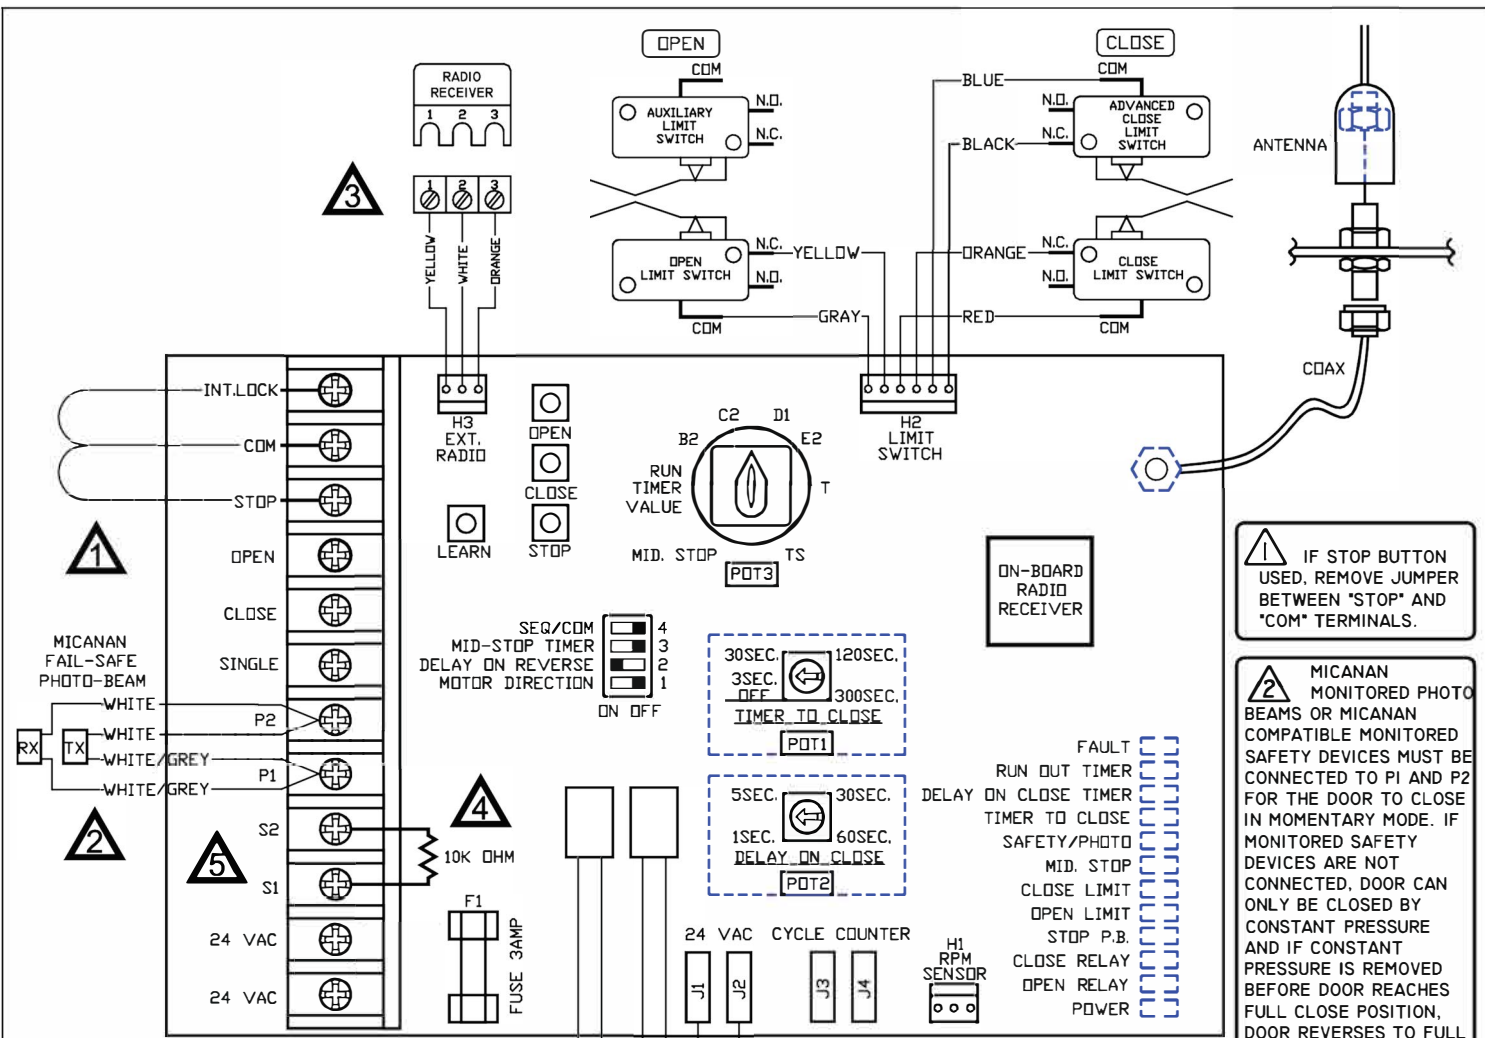 OPEN
CLOSE
RADIO
RECEIVER
1 2 3
COM
AUXILIARY
LIMIT
SWITCH
N.O.
N.C.
BLUE
BLACK
COM
N.O.
N.C.
ADVANCED
CLOSE
LIMIT
SWITCH
ANTENNA
3
1 2 3
YELLOW
WHITE
ORANGE
OPEN
LIMIT SWITCH
N.C.
N.O.
COM
YELLOW
GRAY
ORANGE
RED
N.C.
N.O.
CLOSE
LIMIT SWITCH
COM
COAX
INT.LOCK
COM
STOP
OPEN
CLOSE
SINGLE
P2
P1
S2
S1
24 VAC
24 VAC
1
MICANAN
FAIL-SAFE
PHOTO-BEAM
WHITE
WHITE
WHITE/GREY
WHITE/GREY
RX
TX
2
5
4
10K OHM
F1
FUSE 3AMP
H3
EXT.
RADIO
OPEN
CLOSE
STOP
LEARN
H2
LIMIT
SWITCH
RUN
TIMER
VALUE
B2
C2
D1
E2
T
TS
MID. STOP
POT3
ON-BOARD
RADIO
RECEIVER
SEQ/COM 4
MID-STOP TIMER 3
DELAY ON REVERSE 2
MOTOR DIRECTION 1
ON OFF
30SEC. 120SEC.
3SEC.
OFF 300SEC.
TIMER TO CLOSE
POT1
5SEC. 30SEC.
1SEC. 60SEC.
DELAY ON CLOSE
POT2
24 VAC
J1
J2
CYCLE COUNTER
J3
J4
H1
RPM
SENSOR
FAULT
RUN OUT TIMER
DELAY ON CLOSE TIMER
TIMER TO CLOSE
SAFETY/PHOTO
MID. STOP
CLOSE LIMIT
OPEN LIMIT
STOP P.B.
CLOSE RELAY
OPEN RELAY
POWER
1 IF STOP BUTTON
USED, REMOVE JUMPER
BETWEEN "STOP" AND
"COM" TERMINALS.
2 MICANAN
MONITORED PHOTO
BEAMS OR MICANAN
COMPATIBLE MONITORED
SAFETY DEVICES MUST BE
CONNECTED TO P1 AND P2
FOR THE DOOR TO CLOSE
IN MOMENTARY MODE. IF
MONITORED SAFETY
DEVICES ARE NOT
CONNECTED, DOOR CAN
ONLY BE CLOSED BY
CONSTANT PRESSURE
AND IF CONSTANT
PRESSURE IS REMOVED
BEFORE DOOR REACHES
FULL CLOSE POSITION,
DOOR REVERSES TO FULL